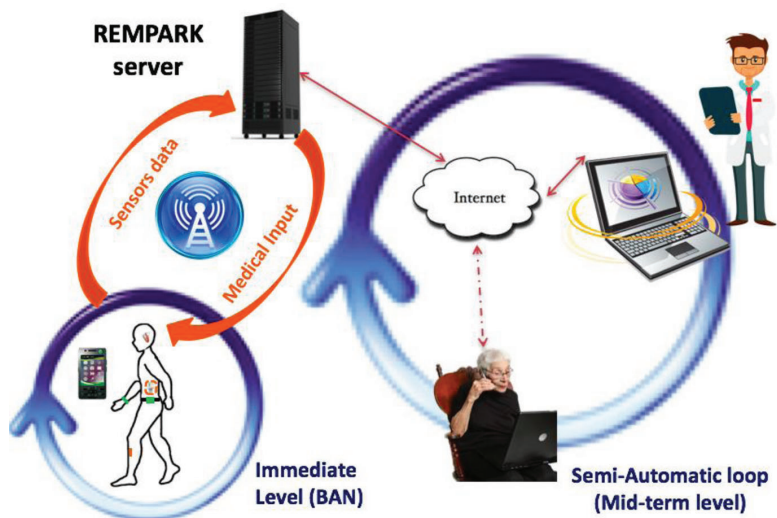 REMPARK
server
Sensors data
Medical Input
Internet
Immediate
Level (BAN)
Semi-Automatic loop
(Mid-term level)